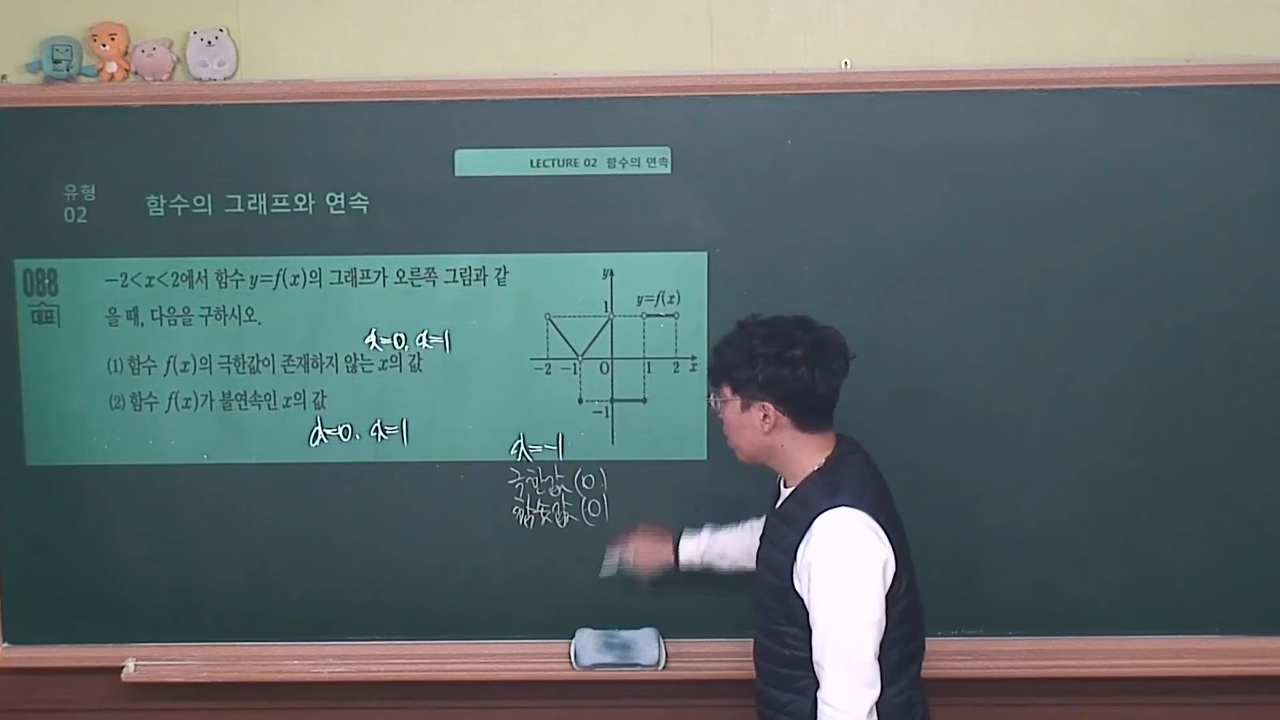 LECTURE 02 함수의 연속
유형
02
함수의 그래프와 연속
088
대표
-2<x<2에서 함수 y=f(x)의 그래프가 오른쪽 그림과 같
을 때, 다음을 구하시오.
x=0, x=1
(1) 함수 f(x)의 극한값이 존재하지 않는 x의 값
(2) 함수 f(x)가 불연속인 x의 값
x=0, x=1
y
1
y=f(x)
-2
-1
O
1
2
x
-1
x=-1
극한값 (0)
함숫값 (0)